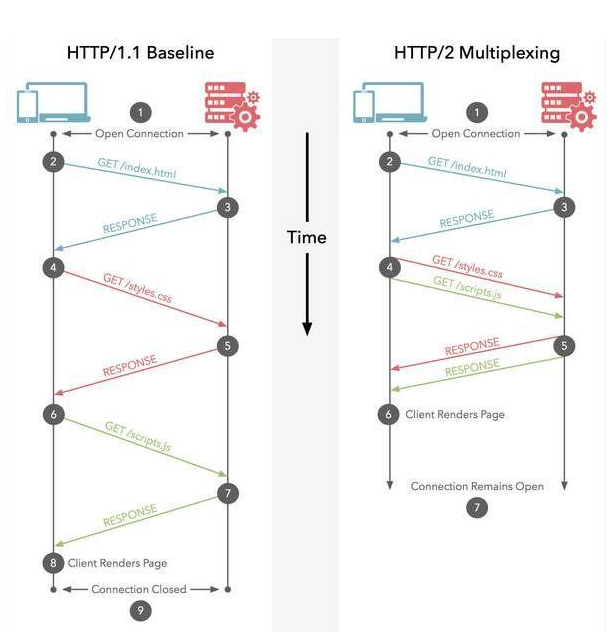 HTTP/1.1 Baseline
1
Open Connection
2
GET /index.html
3
RESPONSE
4
GET /styles.css
5
RESPONSE
6
GET /scripts.js
7
RESPONSE
8
Client Renders Page
Connection Closed
9
Time
HTTP/2 Multiplexing
1
Open Connection
2
GET /index.html
3
RESPONSE
4
GET /styles.css
GET /scripts.js
5
RESPONSE
RESPONSE
6
Client Renders Page
Connection Remains Open
7